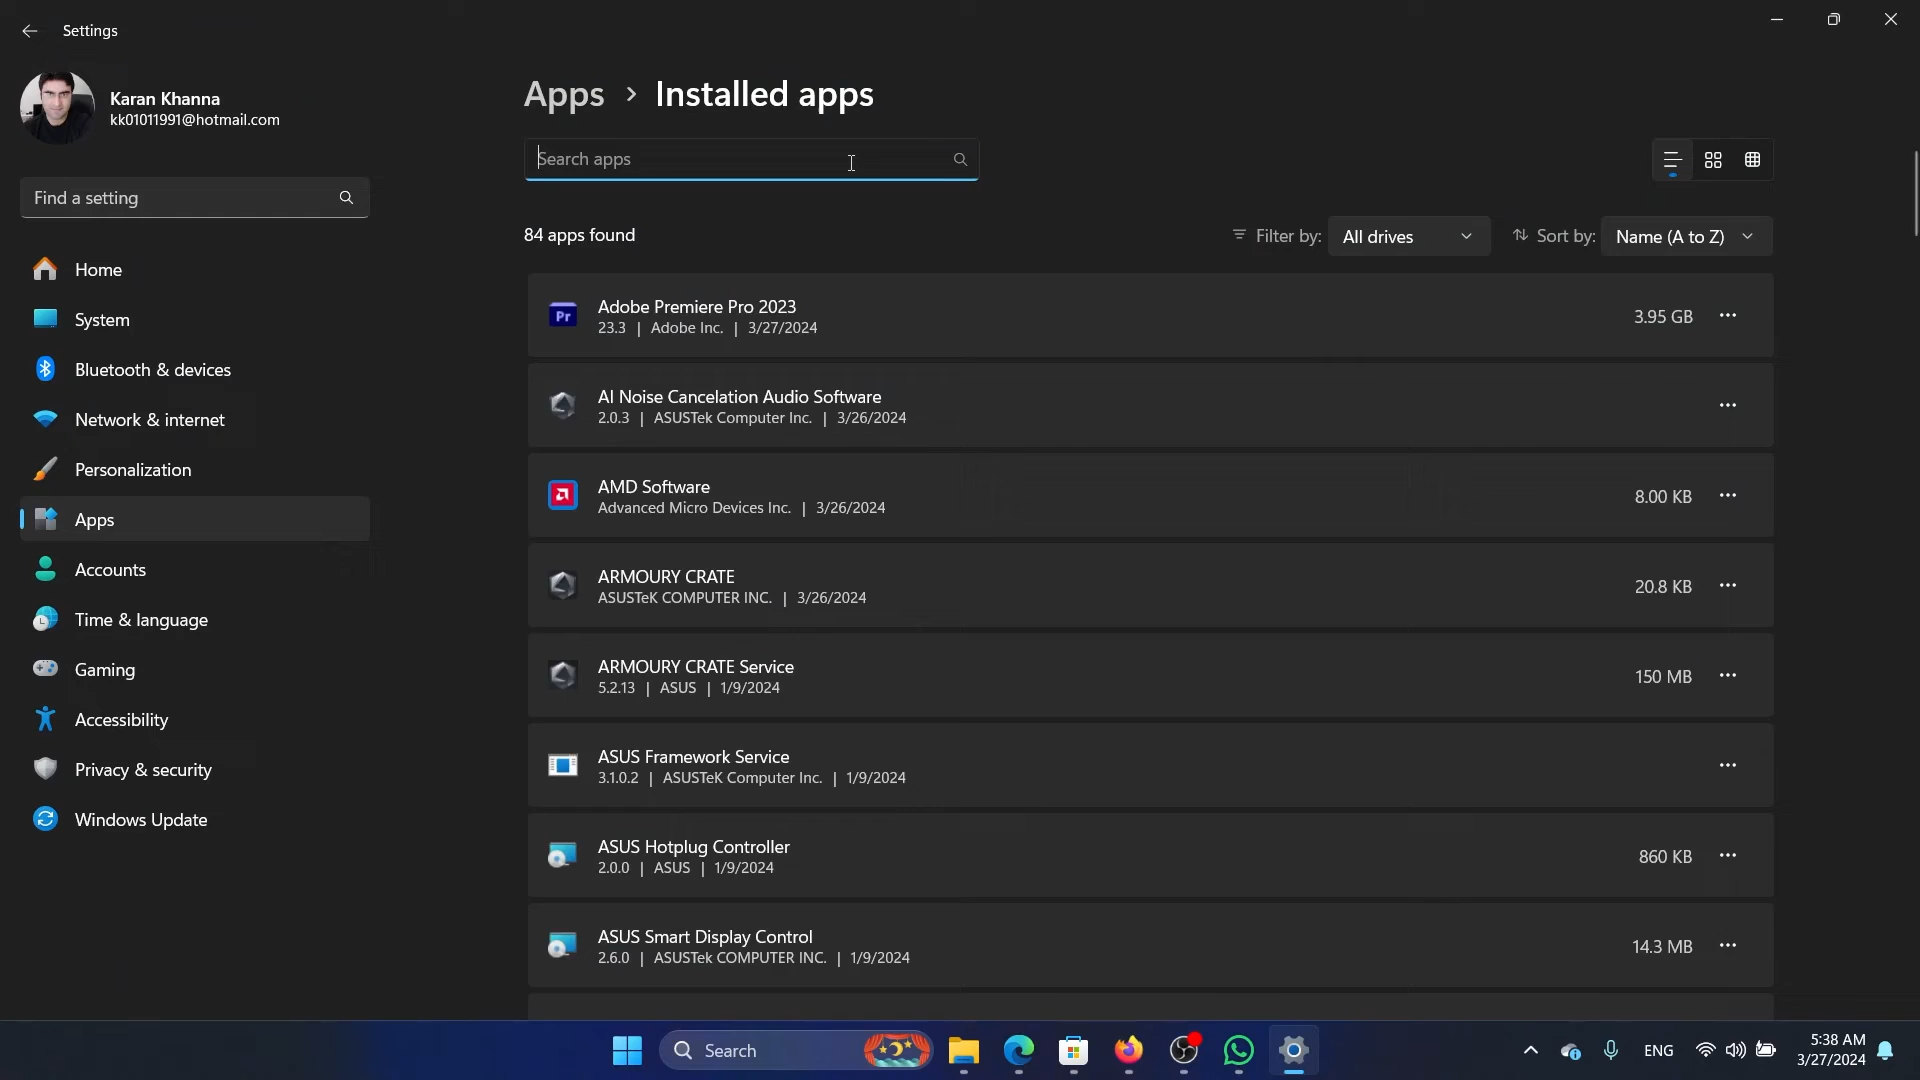 Settings
Karan Khanna
kk01011991@hotmail.com
Find a setting
Home
System
Bluetooth & devices
Network & internet
Personalization
Apps
Accounts
Time & language
Gaming
Accessibility
Privacy & security
Windows Update
Apps > Installed apps
Search apps
84 apps found
Filter by: All drives
Sort by: Name (A to Z)
Pr
Adobe Premiere Pro 2023
23.3 | Adobe Inc. | 3/27/2024
3.95 GB
AI Noise Cancelation Audio Software
2.0.3 | ASUSTek Computer Inc. | 3/26/2024
AMD Software
Advanced Micro Devices Inc. | 3/26/2024
8.00 KB
ARMOURY CRATE
ASUSTeK COMPUTER INC. | 3/26/2024
20.8 KB
ARMOURY CRATE Service
5.2.13 | ASUS | 1/9/2024
150 MB
ASUS Framework Service
3.1.0.2 | ASUSTeK Computer Inc. | 1/9/2024
ASUS Hotplug Controller
2.0.0 | ASUS | 1/9/2024
860 KB
ASUS Smart Display Control
2.6.0 | ASUSTek COMPUTER INC. | 1/9/2024
14.3 MB
Search
ENG
5:38 AM
3/27/2024